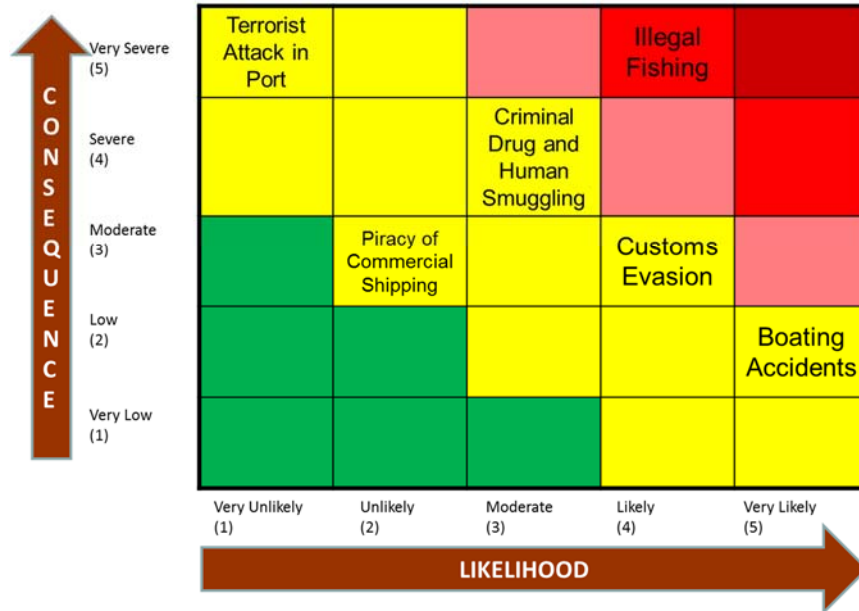 CONSEQUENCE
Very Severe
(5)
Terrorist
Attack in
Port
Illegal
Fishing
Severe
(4)
Criminal
Drug and
Human
Smuggling
Moderate
(3)
Piracy of
Commercial
Shipping
Customs
Evasion
Low
(2)
Boating
Accidents
Very Low
(1)
Very Unlikely
(1)
Unlikely
(2)
Moderate
(3)
Likely
(4)
Very Likely
(5)
LIKELIHOOD